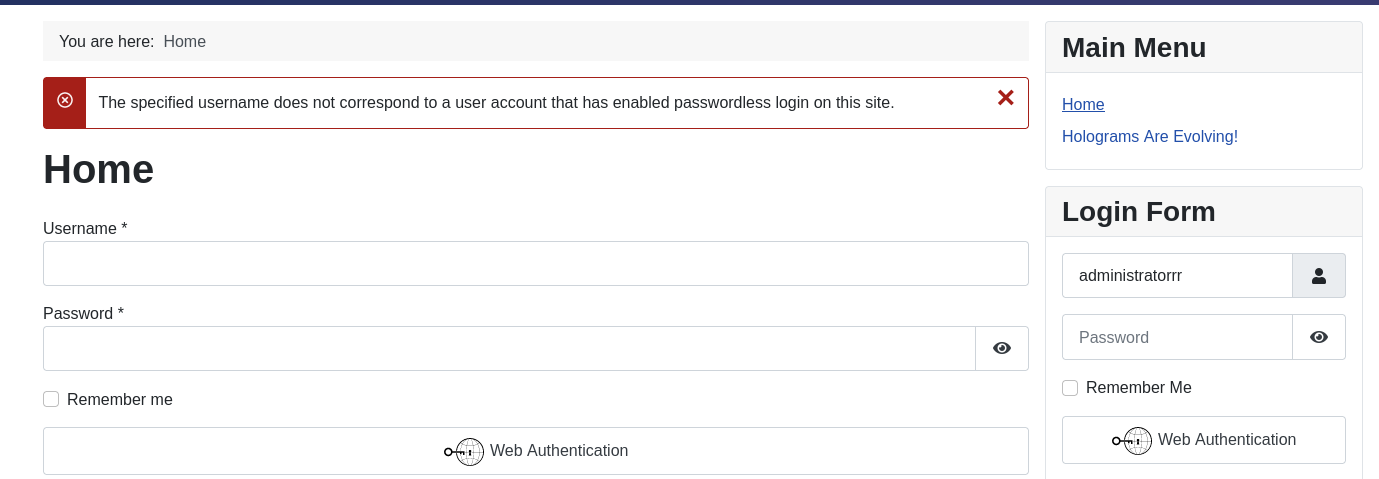 You are here: Home
The specified username does not correspond to a user account that has enabled passwordless login on this site.
Home
Username *
Password *
Remember me
Web Authentication
Main Menu
Home
Holograms Are Evolving!
Login Form
administratorrr
Password
Remember Me
Web Authentication